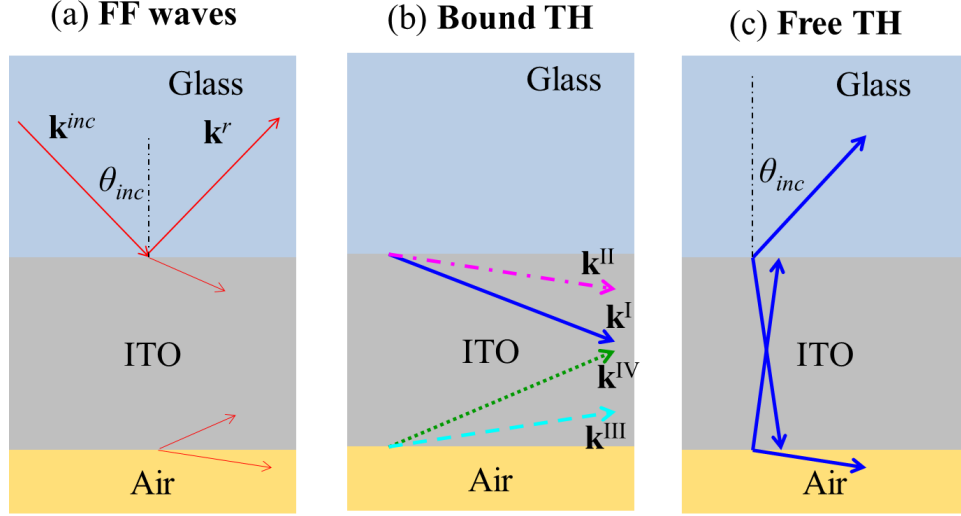 (a) FF waves
Glass
k^inc
k^r
θ_inc
ITO
Air
(b) Bound TH
Glass
k^II
k^I
ITO
k^IV
k^III
Air
(c) Free TH
Glass
θ_inc
ITO
Air